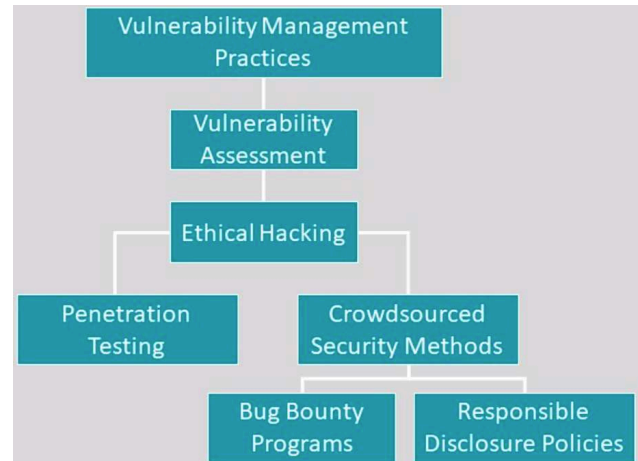 Vulnerability Management
Practices
Vulnerability
Assessment
Ethical Hacking
Penetration
Testing
Crowdsourced
Security Methods
Bug Bounty
Programs
Responsible
Disclosure Policies